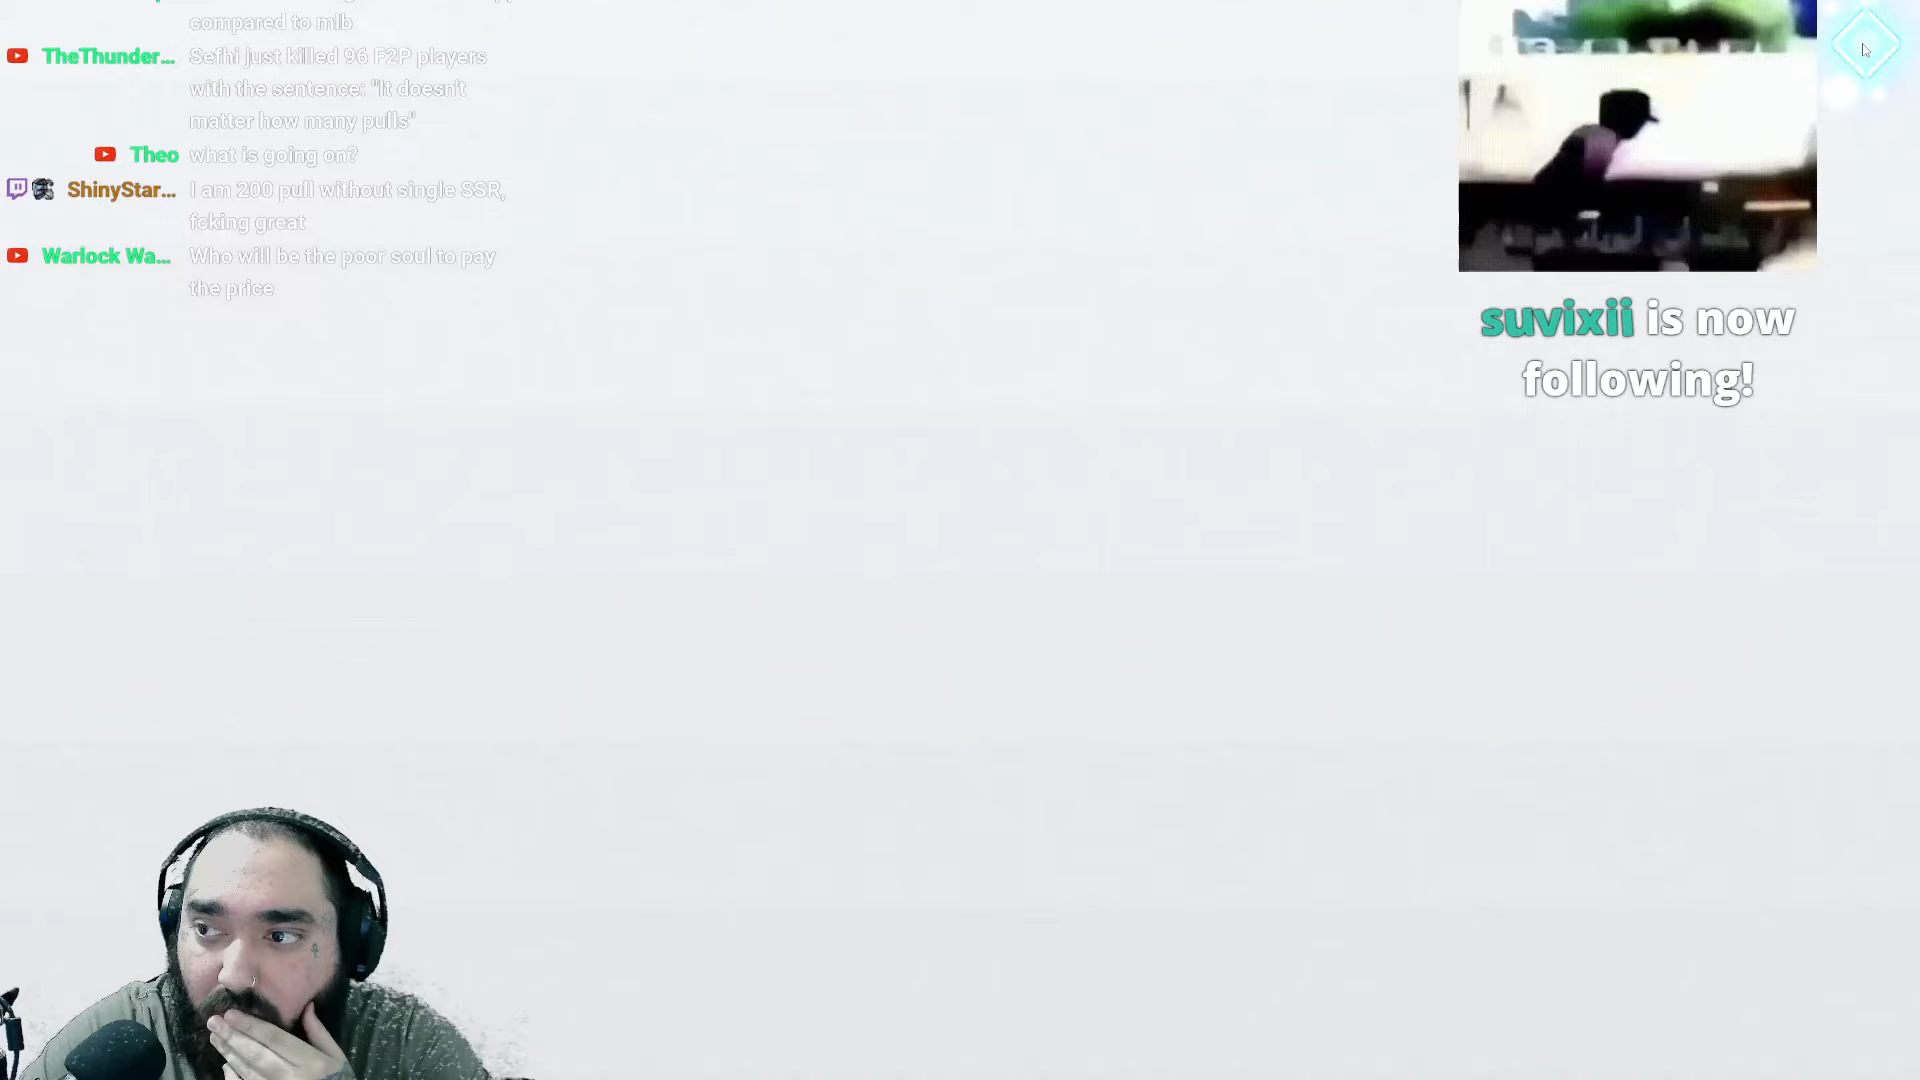 compared to mlb
TheThunder... Sefhi just killed 96 F2P players
with the sentence: "It doesn't
matter how many pulls"
Theo what is going on?
ShinyStar... I am 200 pull without single SSR,
fcking great
Warlock Wa... Who will be the poor soul to pay
the price
suvixii is now
following!